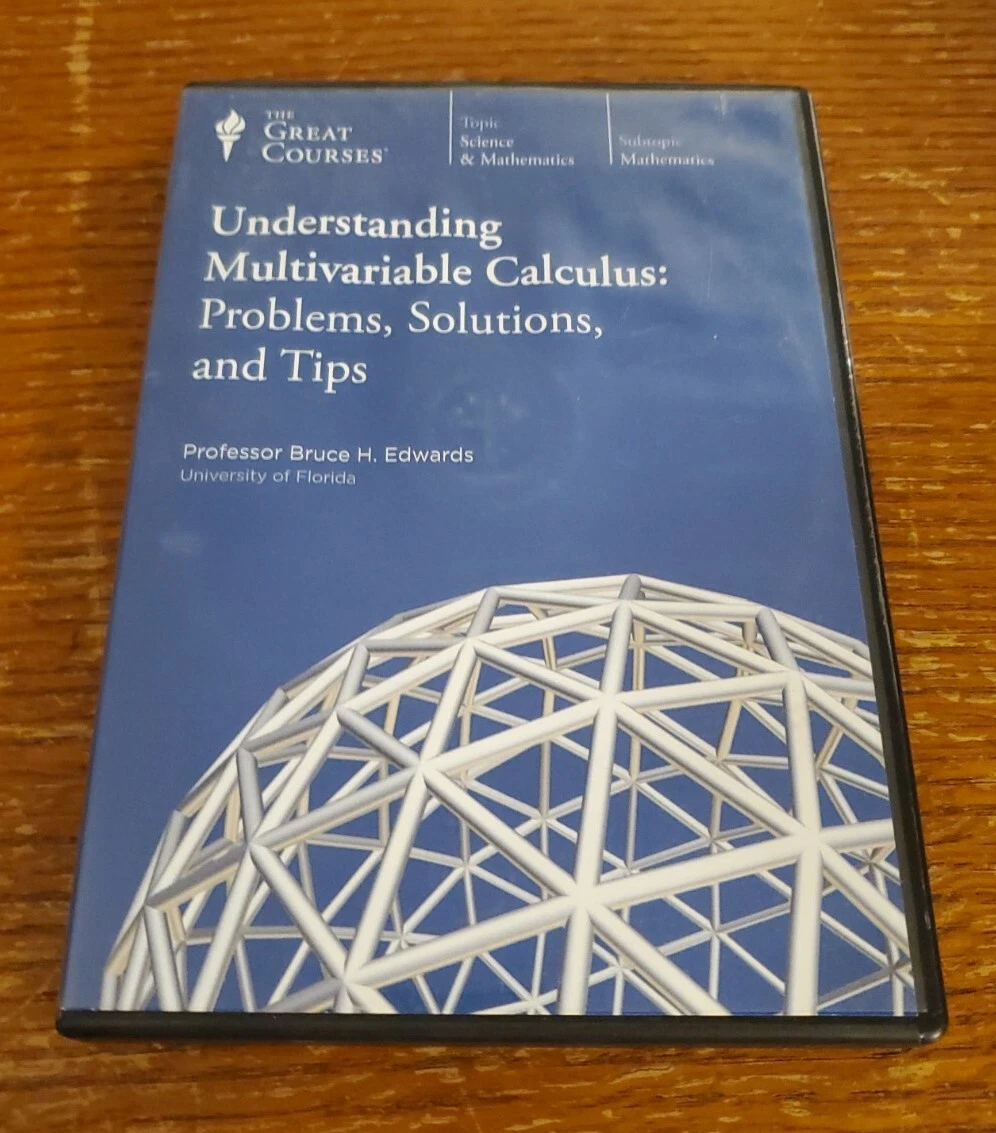 THE
GREAT
COURSES®
Topic
Science
& Mathematics
Subtopic
Mathematics
Understanding
Multivariable Calculus:
Problems, Solutions,
and Tips
Professor Bruce H. Edwards
University of Florida